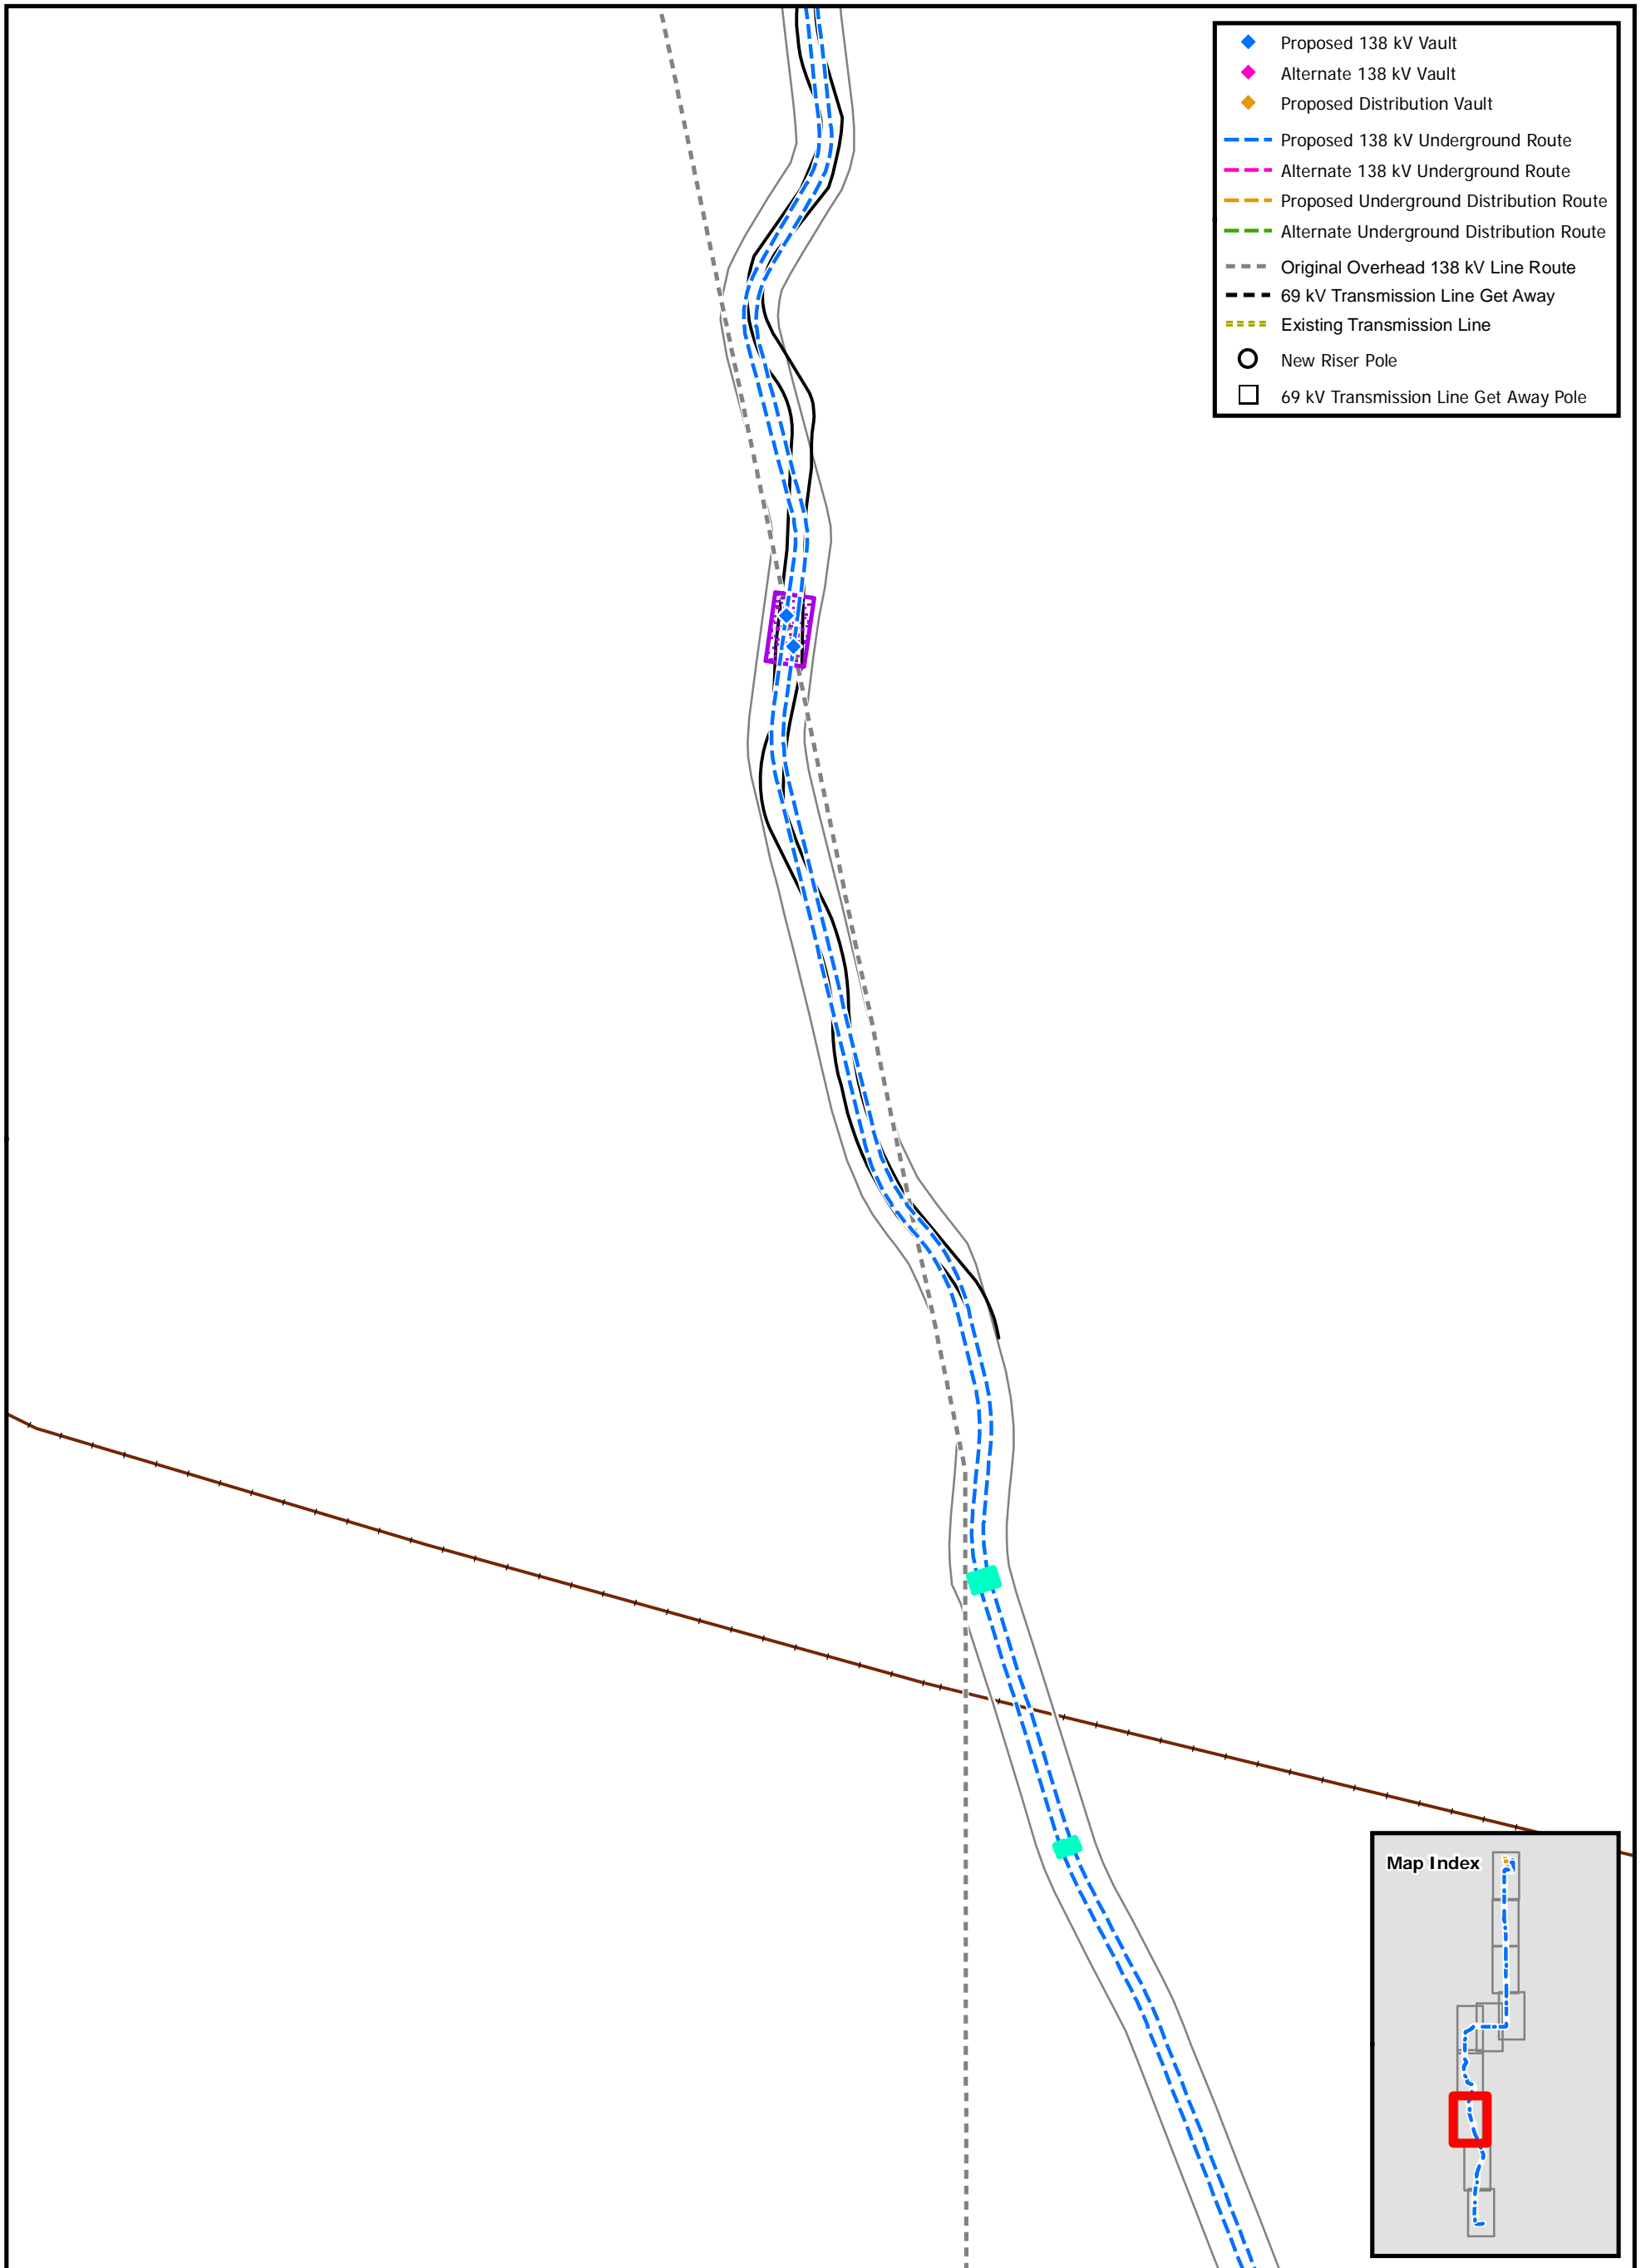 Proposed 138 kV Vault
Alternate 138 kV Vault
Proposed Distribution Vault
Proposed 138 kV Underground Route
Alternate 138 kV Underground Route
Proposed Underground Distribution Route
Alternate Underground Distribution Route
Original Overhead 138 kV Line Route
69 kV Transmission Line Get Away
Existing Transmission Line
New Riser Pole
69 kV Transmission Line Get Away Pole
Map Index